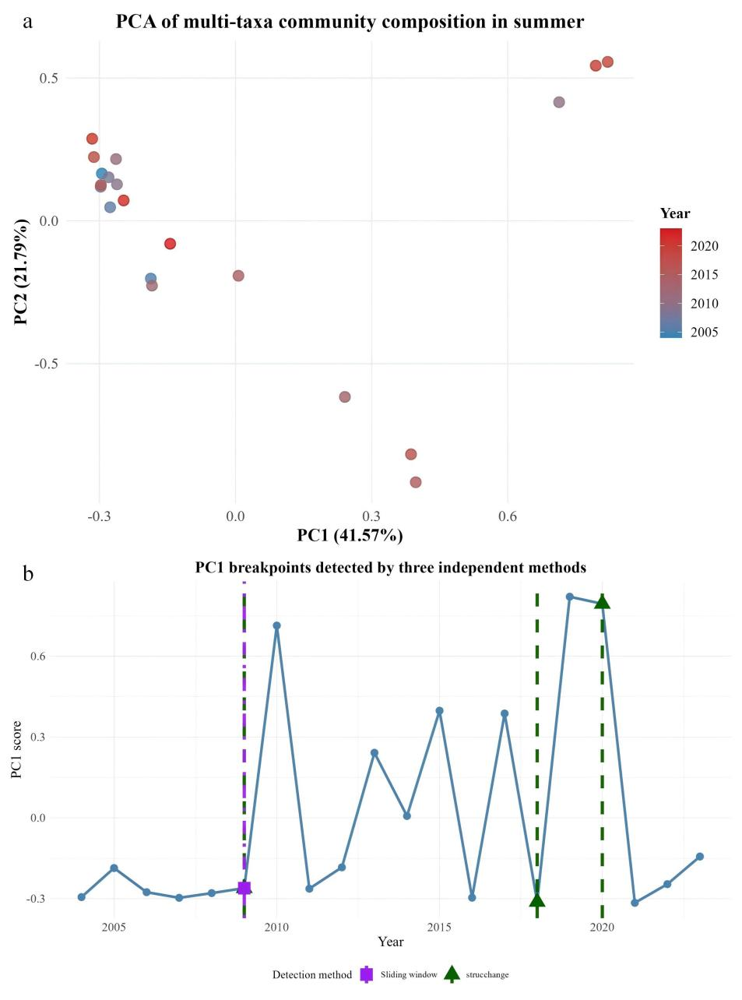 a
PCA of multi-taxa community composition in summer
0.5
0.0
-0.5
PC2 (21.79%)
-0.3 0.0 0.3 0.6
PC1 (41.57%)
Year
2020
2015
2010
2005
b
PC1 breakpoints detected by three independent methods
0.6
0.3
0.0
-0.3
PC1 score
2005 2010 2015 2020
Year
Detection method Sliding window strucchange